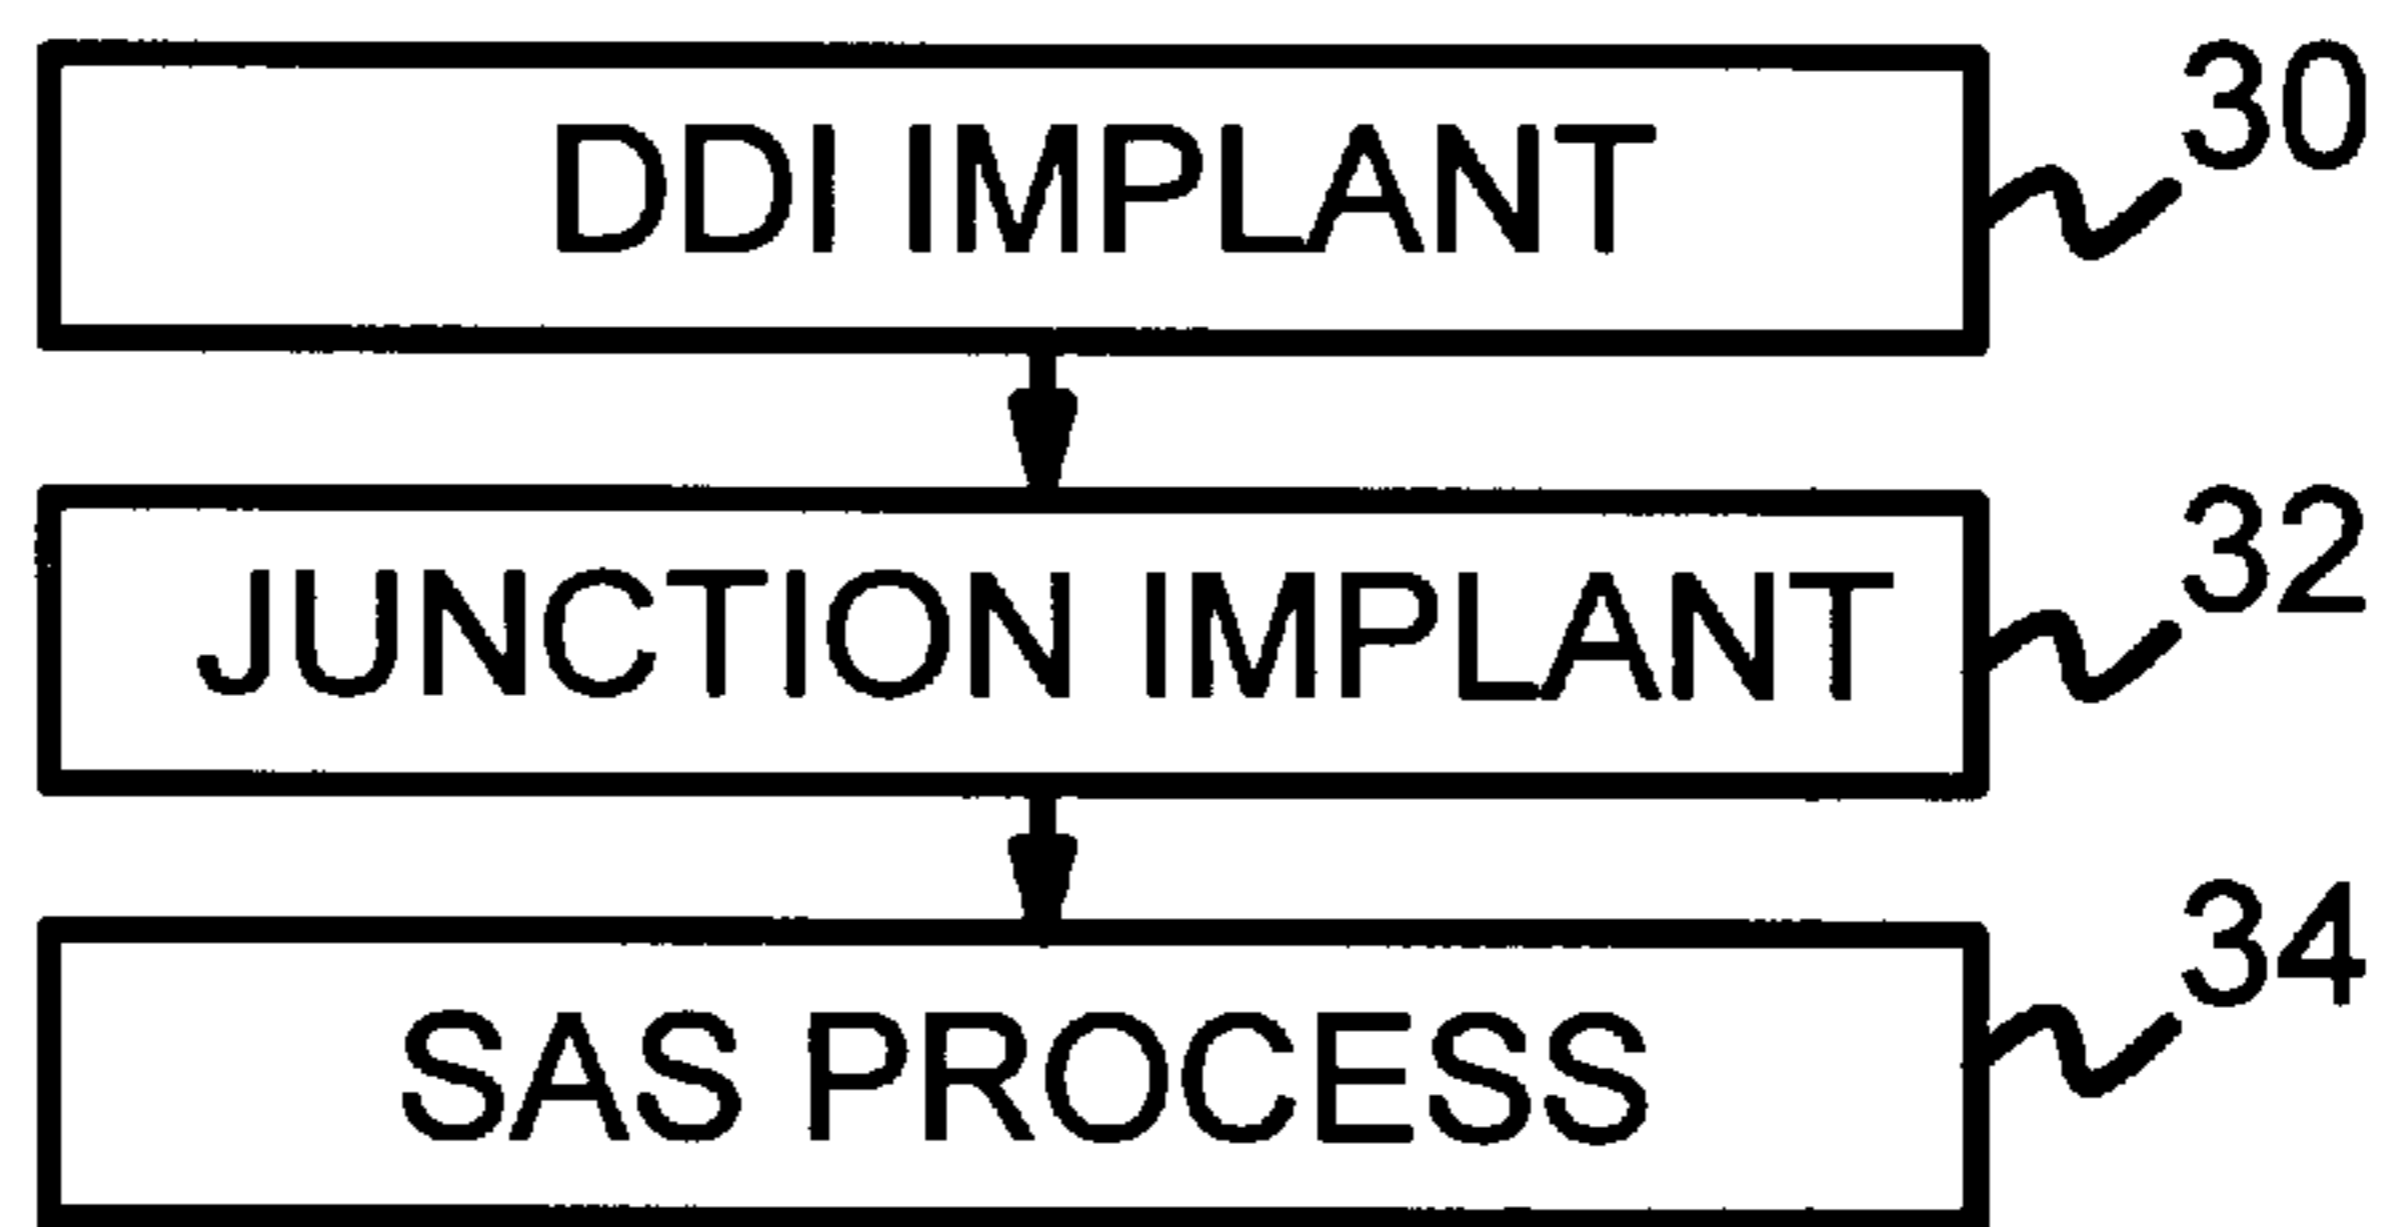 DDI IMPLANT
30
JUNCTION IMPLANT
32
SAS PROCESS
34